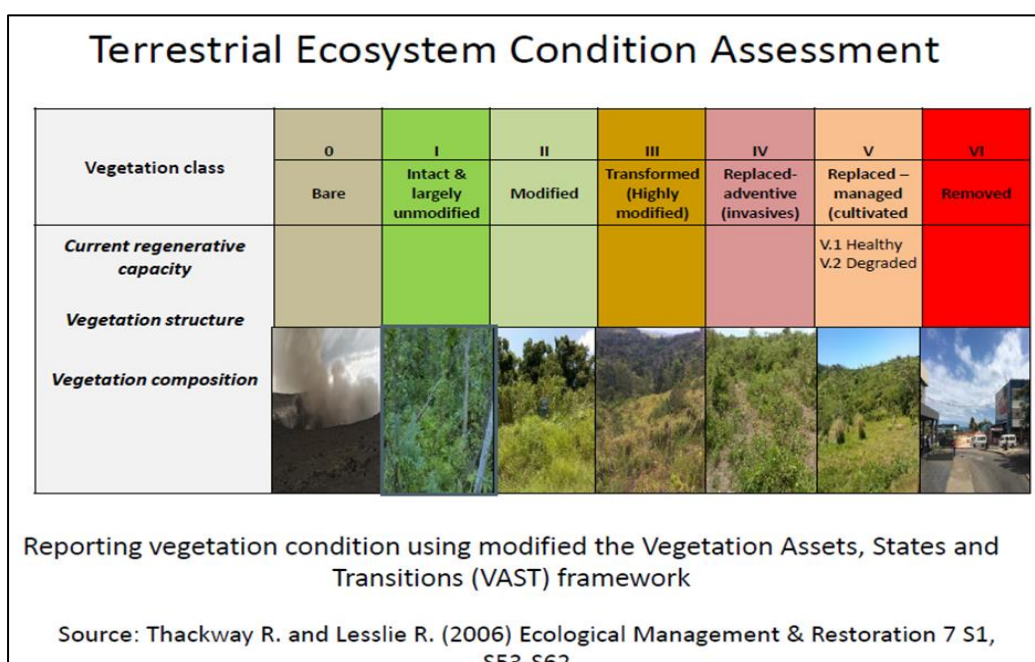 Terrestrial Ecosystem Condition Assessment
Vegetation class
0
Bare
I
Intact &
largely
unmodified
II
Modified
III
Transformed
(Highly
modified)
IV
Replaced-
adventive
(invasives)
V
Replaced –
managed
(cultivated
VI
Removed
Current regenerative
capacity
Vegetation structure
Vegetation composition
V.1 Healthy
V.2 Degraded
Reporting vegetation condition using modified the Vegetation Assets, States and
Transitions (VAST) framework
Source: Thackway R. and Lesslie R. (2006) Ecological Management & Restoration 7 S1,
S53-S62